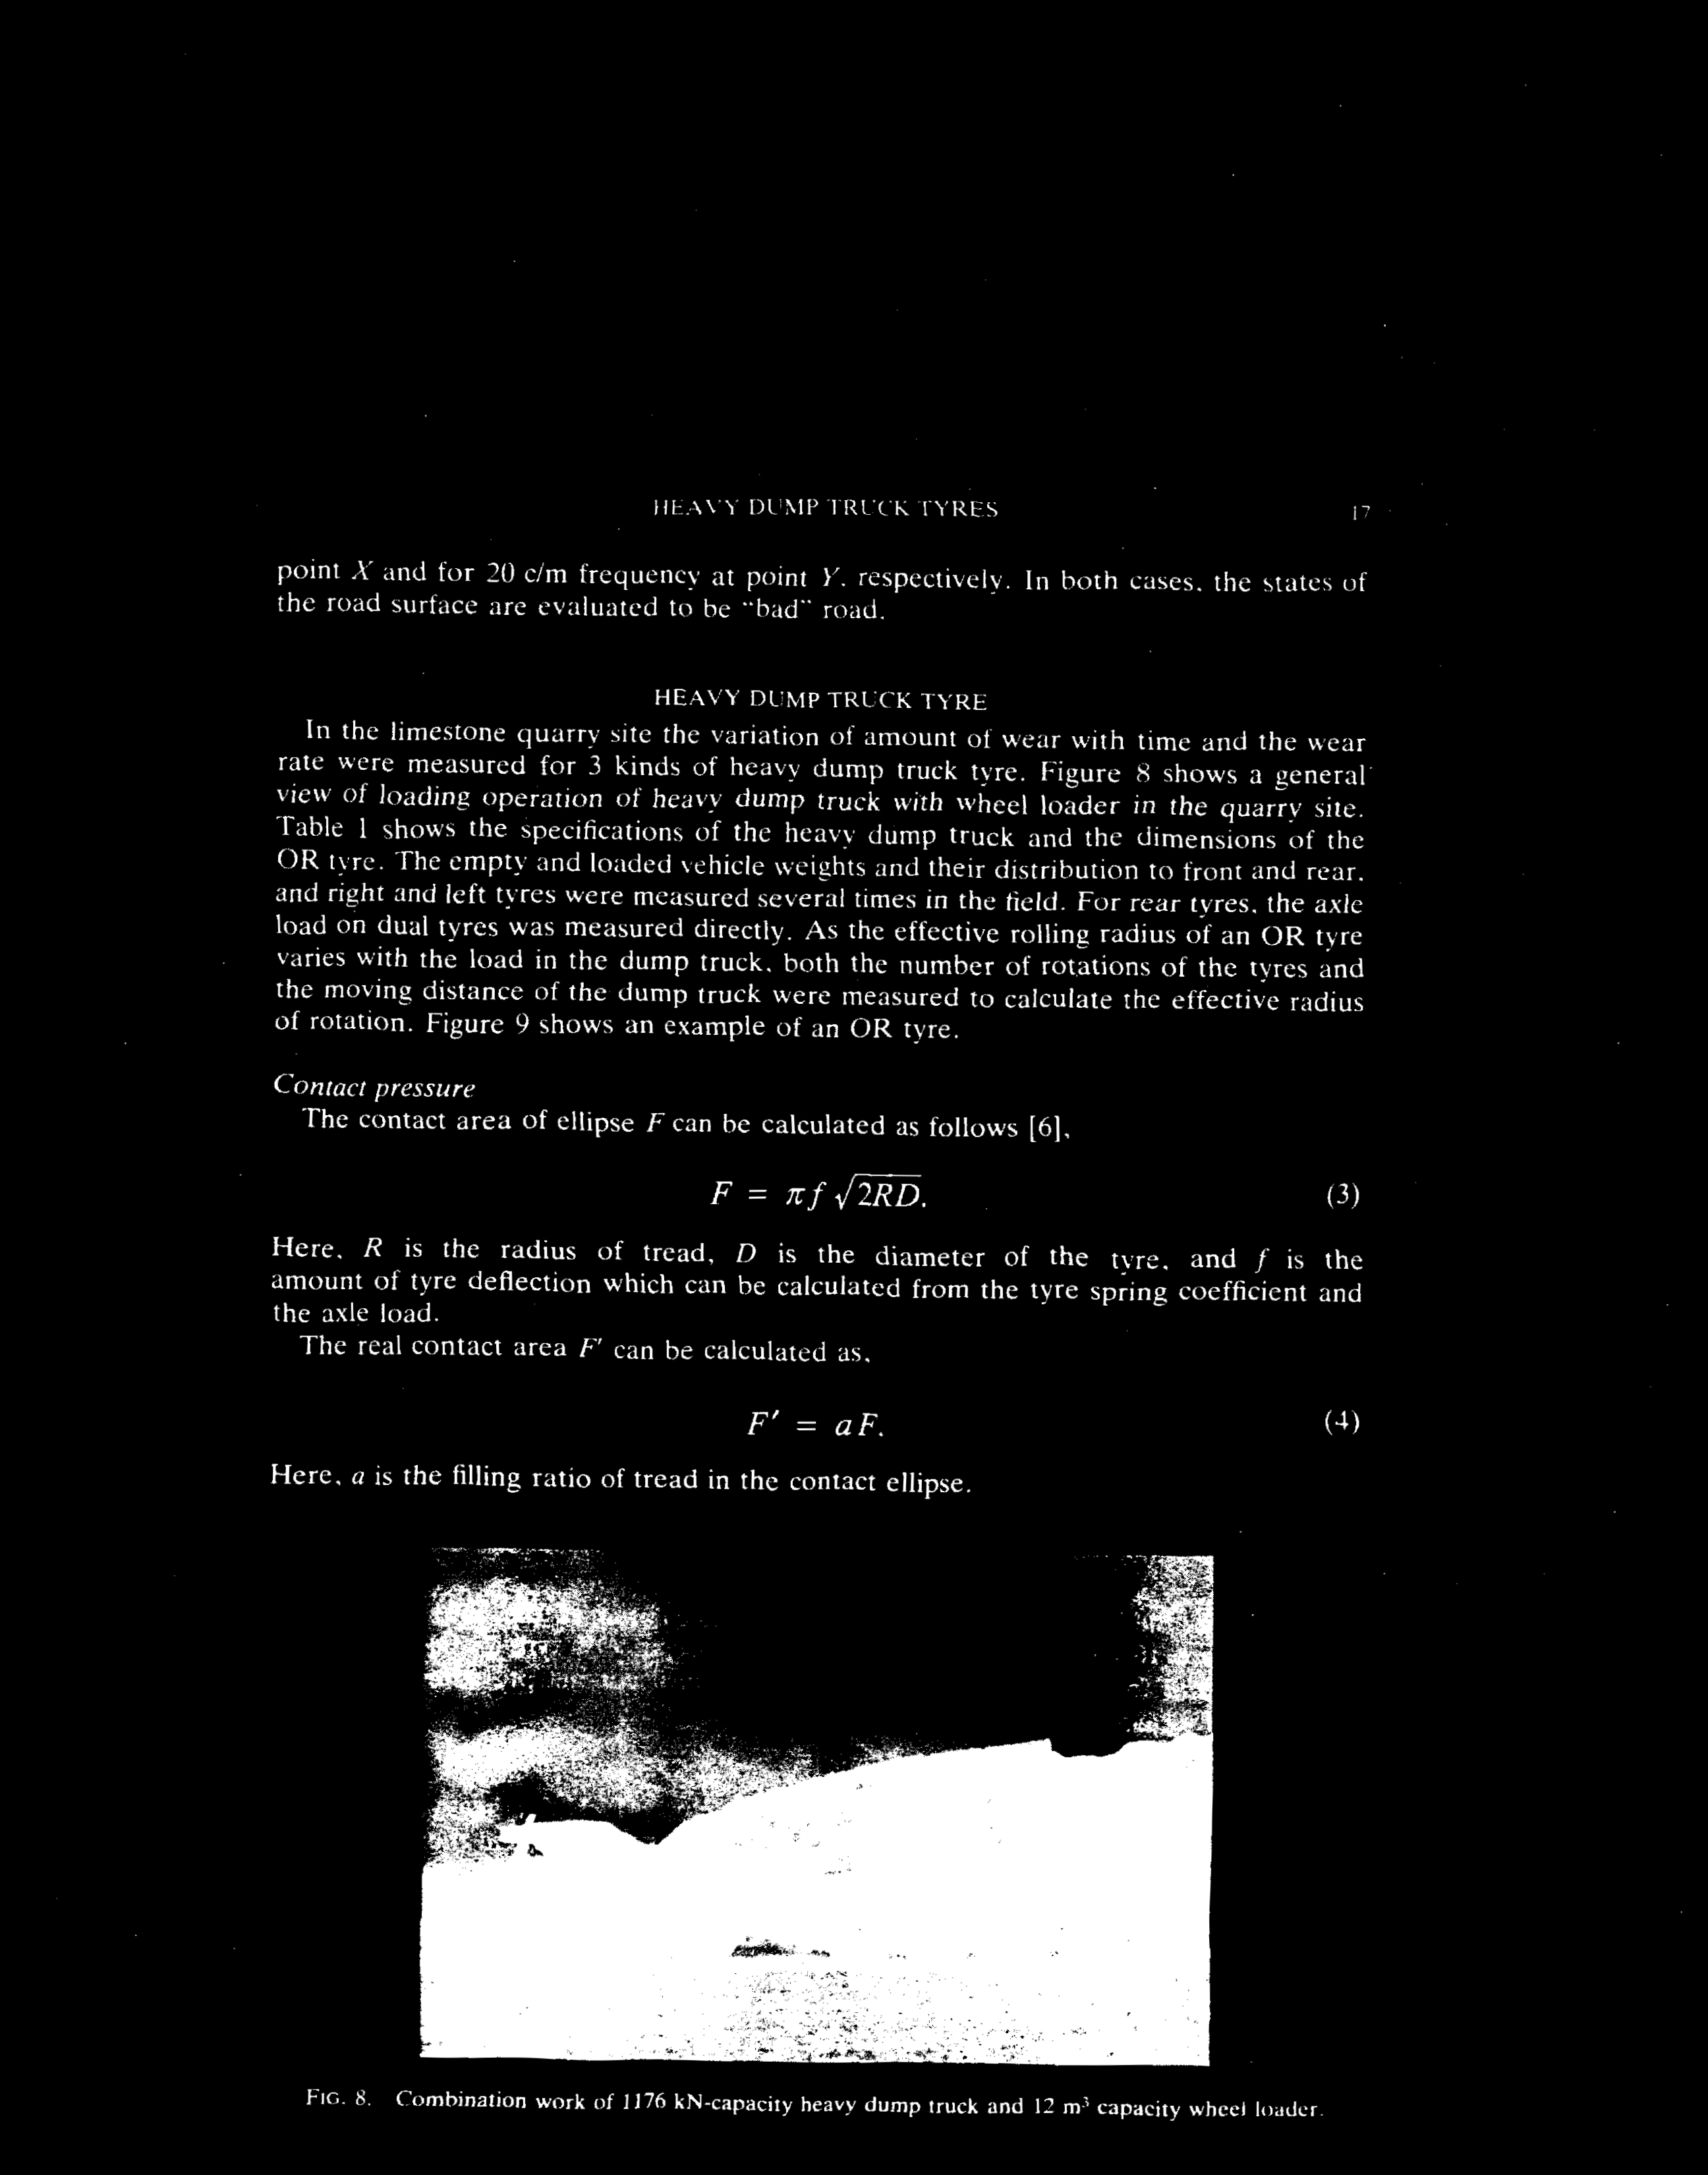 HEAVY DUMP TRUCK TYRES 17
point X and for 20 c/m frequency at point Y, respectively. In both cases, the states of
the road surface are evaluated to be "bad" road.
HEAVY DUMP TRUCK TYRE
In the limestone quarry site the variation of amount of wear with time and the wear
rate were measured for 3 kinds of heavy dump truck tyre. Figure 8 shows a general
view of loading operation of heavy dump truck with wheel loader in the quarry site.
Table 1 shows the specifications of the heavy dump truck and the dimensions of the
OR tyre. The empty and loaded vehicle weights and their distribution to front and rear,
and right and left tyres were measured several times in the field. For rear tyres, the axle
load on dual tyres was measured directly. As the effective rolling radius of an OR tyre
varies with the load in the dump truck, both the number of rotations of the tyres and
the moving distance of the dump truck were measured to calculate the effective radius
of rotation. Figure 9 shows an example of an OR tyre.
Contact pressure
The contact area of ellipse F can be calculated as follows [6],
F = πf √2RD. (3)
Here, R is the radius of tread, D is the diameter of the tyre, and f is the
amount of tyre deflection which can be calculated from the tyre spring coefficient and
the axle load.
The real contact area F′ can be calculated as,
F′ = aF. (4)
Here, a is the filling ratio of tread in the contact ellipse.
FIG. 8. Combination work of 1176 kN-capacity heavy dump truck and 12 m³ capacity wheel loader.